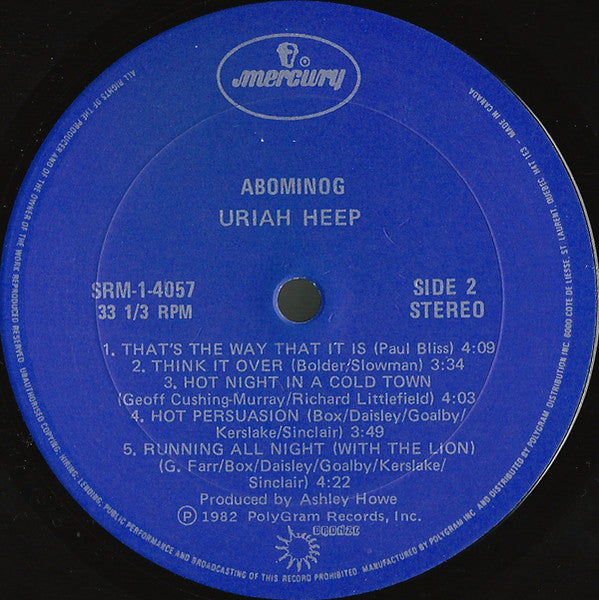 mercury
ABOMINOG
URIAH HEEP
SRM-1-4057
33 1/3 RPM
SIDE 2
STEREO
1. THAT'S THE WAY THAT IT IS (Paul Bliss) 4:09
2. THINK IT OVER (Bolder/Slowman) 3:34
3. HOT NIGHT IN A COLD TOWN
(Geoff Cushing-Murray/Richard Littlefield) 4:03
4. HOT PERSUASION (Box/Daisley/Goalby/
Kerslake/Sinclair) 3:49
5. RUNNING ALL NIGHT (WITH THE LION)
(G. Farr/Box/Daisley/Goalby/Kerslake/
Sinclair) 4:22
Produced by Ashley Howe
Ⓟ 1982 PolyGram Records, Inc.
BRONZE
ALL RIGHTS OF THE PRODUCER AND OF THE OWNER OF THE WORK REPRODUCED RESERVED. UNAUTHORISED COPYING, HIRING, LENDING, PUBLIC PERFORMANCE AND BROADCASTING OF THIS RECORD PROHIBITED. MANUFACTURED BY POLYGRAM INC. AND DISTRIBUTED BY POLYGRAM DISTRIBUTION INC. 6000 COTE DE LIESSE, ST. LAURENT, QUEBEC H4T 1E3 - MADE IN CANADA